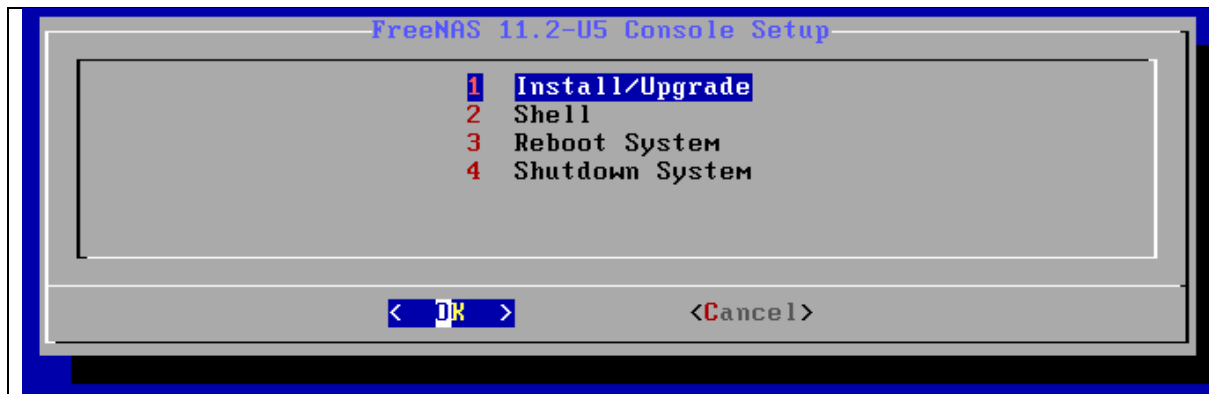 FreeNAS 11.2-U5 Console Setup
1 Install/Upgrade
2 Shell
3 Reboot System
4 Shutdown System
< OK > <Cancel>